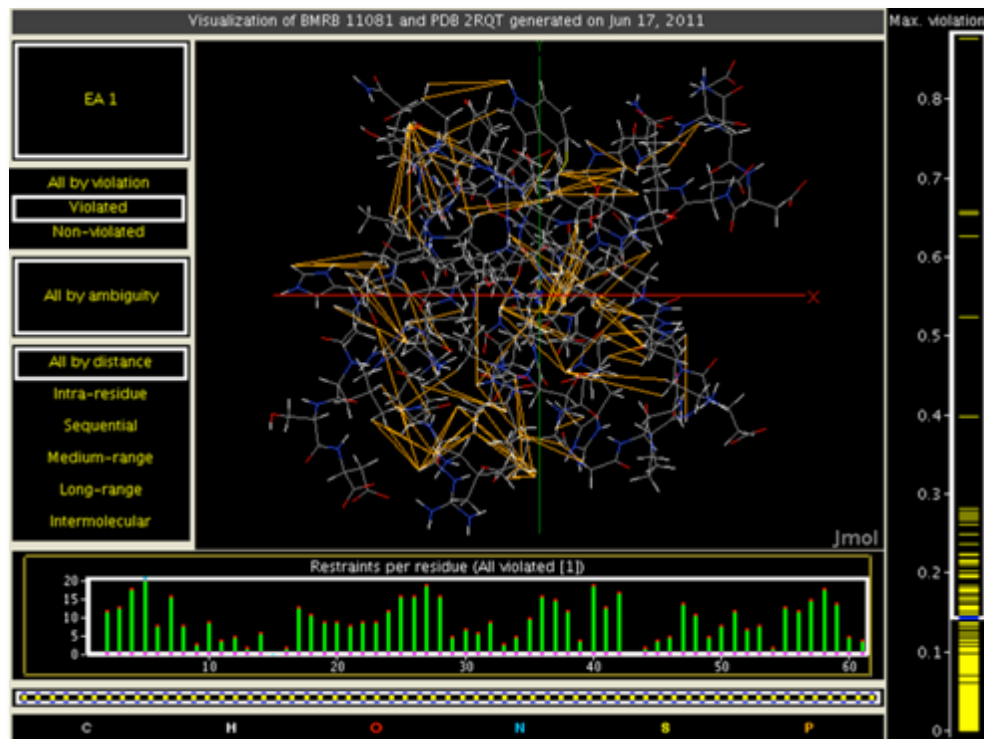 Visualization of BMRB 11081 and PDB 2RQT generated on Jun 17, 2011
Max. violation
EA 1
All by violation
Violated
Non-violated
All by ambiguity
All by distance
Intra-residue
Sequential
Medium-range
Long-range
Intermolecular
Y
X
Jmol
Restraints per residue (All violated [1])
20
15
10
5
0
10 20 30 40 50 60
C H O N S P
0.8
0.7
0.6
0.5
0.4
0.3
0.2
0.1
0